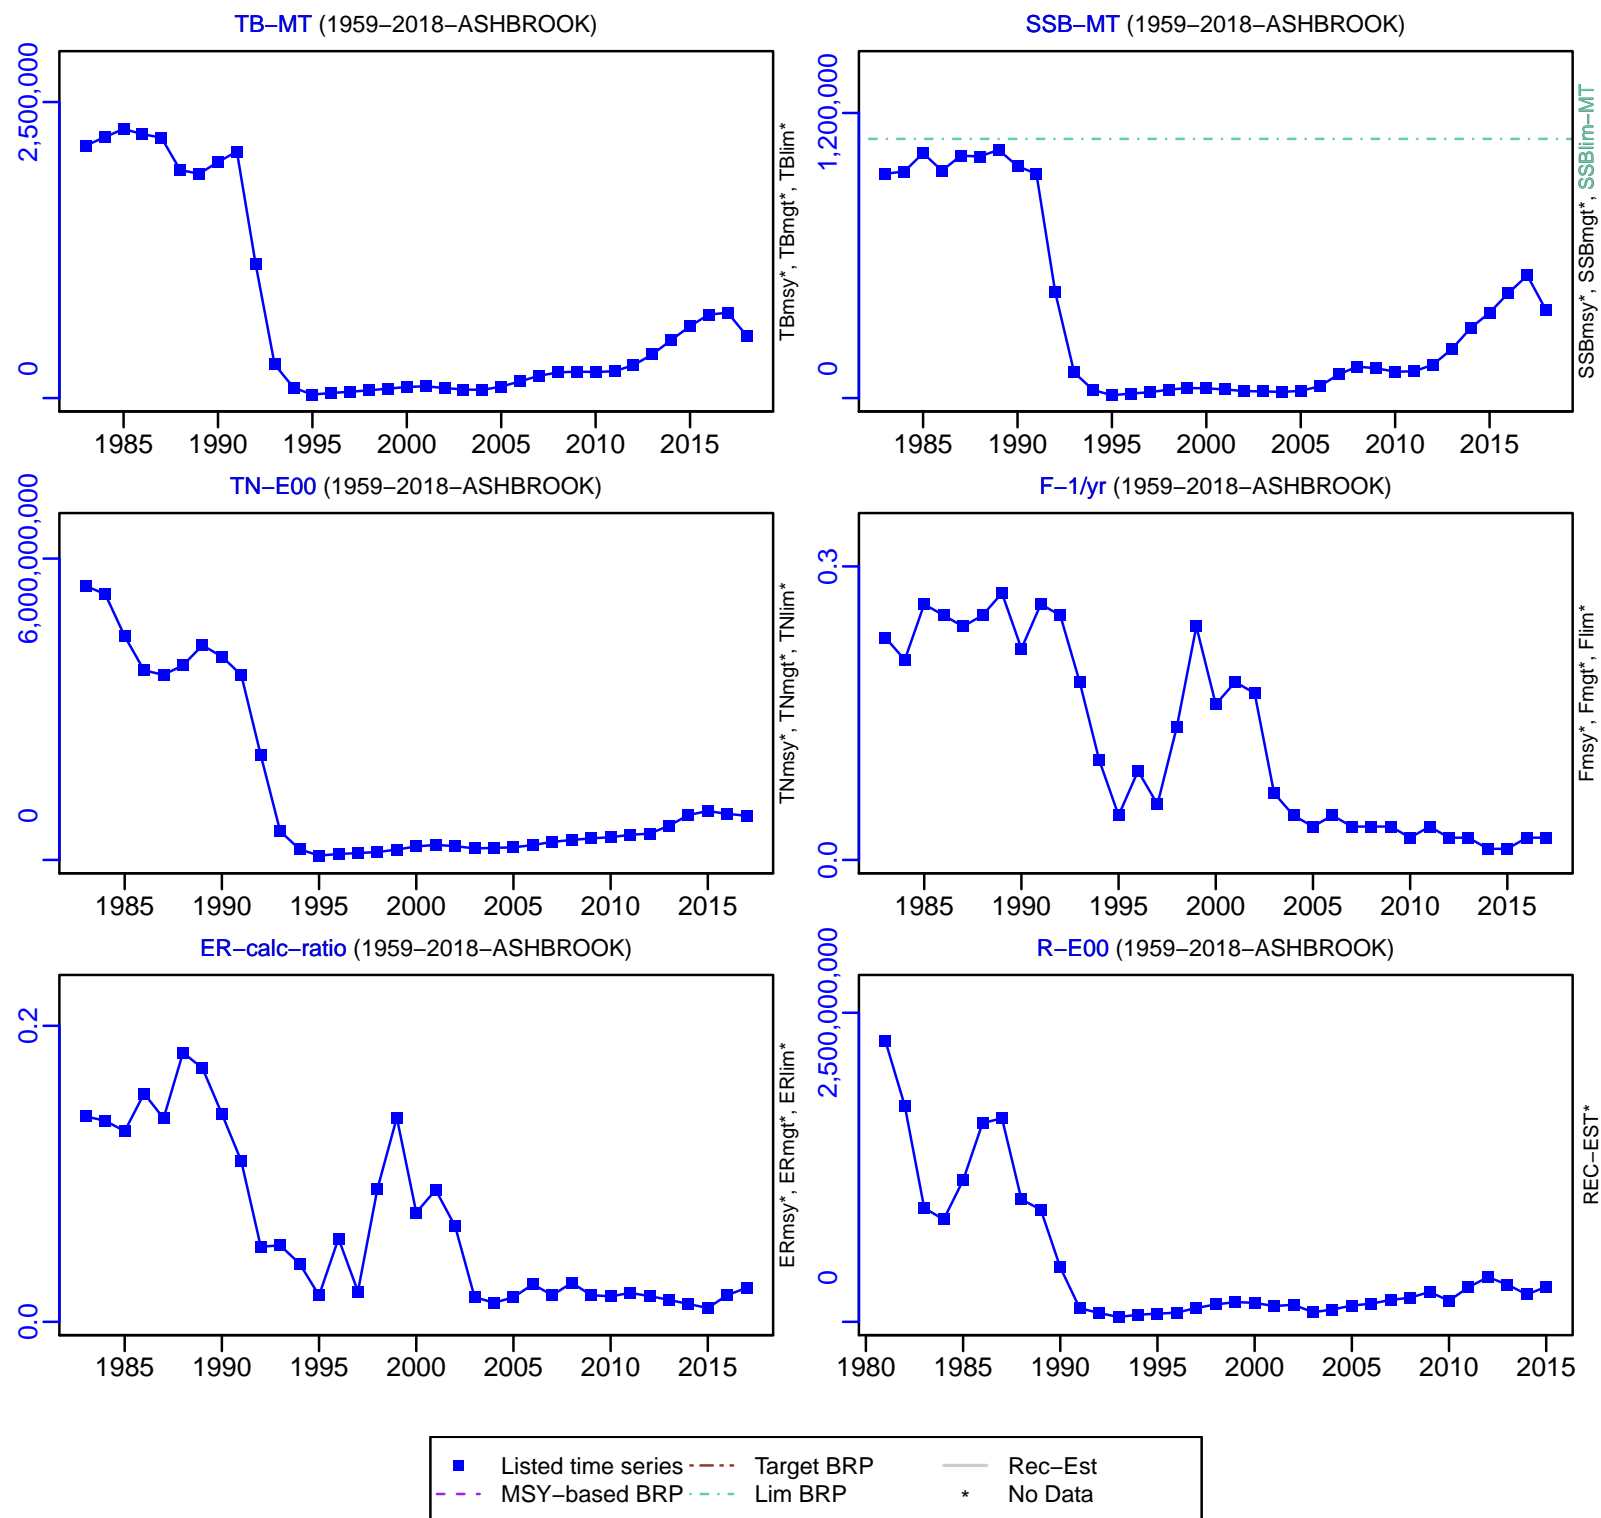 TB−MT (1959−2018−ASHBROOK)
2,500,000
0
1985 1990 1995 2000 2005 2010 2015
TBmsy*, TBmgt*, TBlim*
SSB−MT (1959−2018−ASHBROOK)
1,200,000
0
1985 1990 1995 2000 2005 2010 2015
SSBmsy*, SSBmgt*, SSBlim−MT
TN−E00 (1959−2018−ASHBROOK)
6,000,000,000
0
1985 1990 1995 2000 2005 2010 2015
TNmsy*, TNmgt*, TNlim*
F−1/yr (1959−2018−ASHBROOK)
0.3
0.0
1985 1990 1995 2000 2005 2010 2015
Fmsy*, Fmgt*, Flim*
ER−calc−ratio (1959−2018−ASHBROOK)
0.2
0.0
1985 1990 1995 2000 2005 2010 2015
ERmsy*, ERmgt*, ERlim*
R−E00 (1959−2018−ASHBROOK)
2,500,000,000
0
1980 1985 1990 1995 2000 2005 2010 2015
REC−EST*
Listed time series Target BRP Rec−Est
MSY−based BRP Lim BRP * No Data